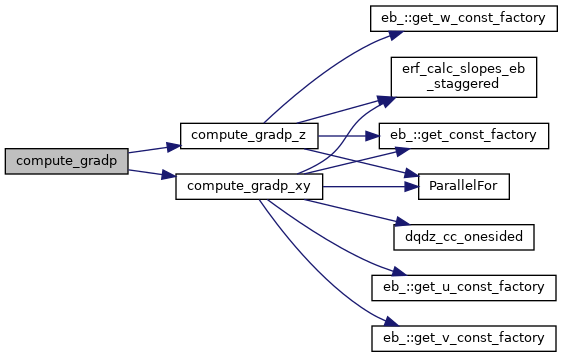 compute_gradp
compute_gradp_z
compute_gradp_xy
eb_::get_w_const_factory
erf_calc_slopes_eb
_staggered
eb_::get_const_factory
ParallelFor
dqdz_cc_onesided
eb_::get_u_const_factory
eb_::get_v_const_factory